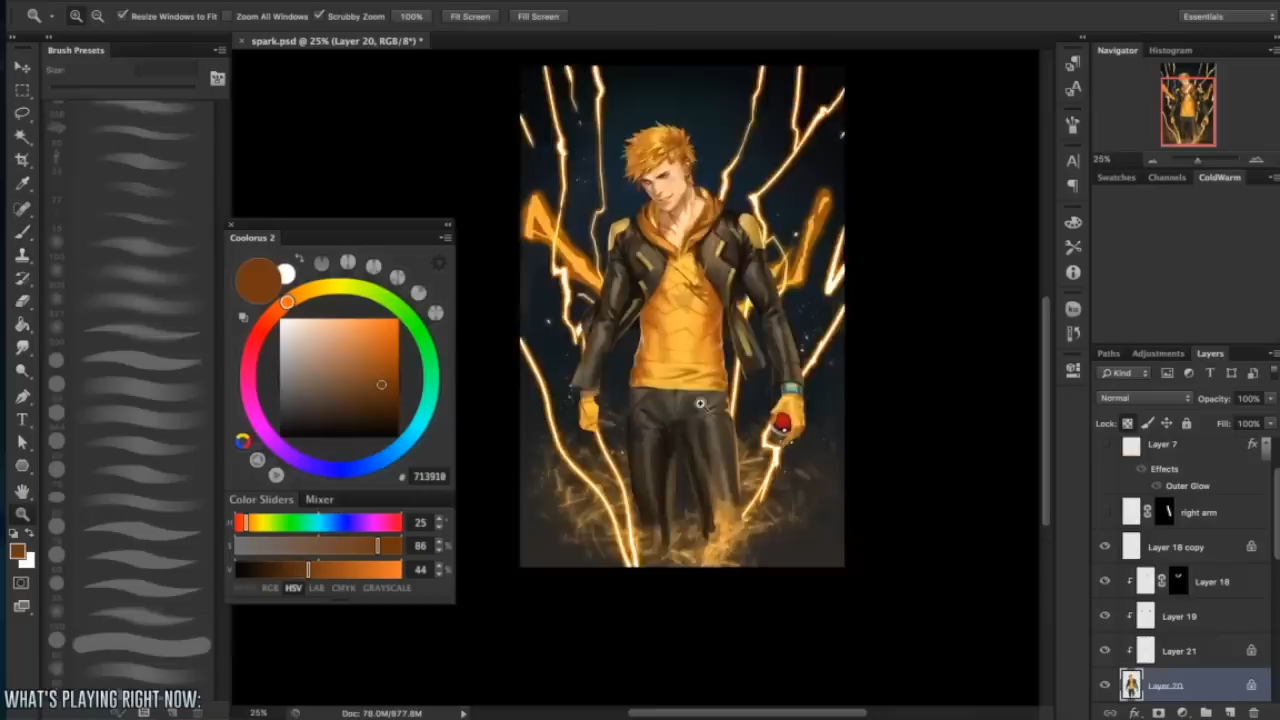 Resize Windows to Fit Zoom All Windows Scrubby Zoom 100% Fit Screen Fill Screen Essentials
Brush Presets
× spark.psd @ 25% (Layer 20, RGB/8*) *
Navigator Histogram
Size:
25%
Swatches Channels ColdWarm
Coolorus 2
# 713910
Color Sliders Mixer
H 25 °
S 86 %
V 44 %
RGB HSV LAB CMYK GRAYSCALE
Paths Adjustments Layers
Kind
Normal Opacity: 100%
Lock: Fill: 100%
Layer 7 fx
Effects
Outer Glow
right arm
Layer 18 copy
Layer 18
Layer 19
Layer 21
Layer 20
WHAT'S PLAYING RIGHT NOW:
25% Doc: 78.0M/877.8M